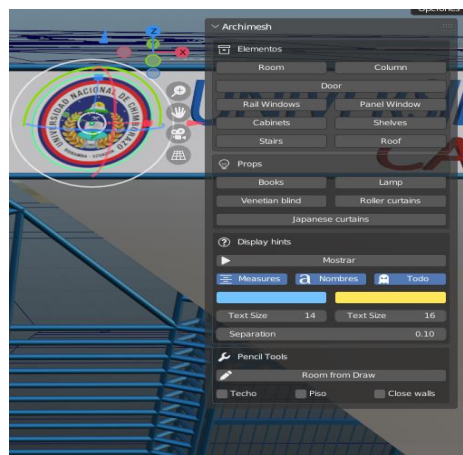 Opciones
Archimesh
Elementos
Room Column
Door
Rail Windows Panel Window
Cabinets Shelves
Stairs Roof
Props
Books Lamp
Venetian blind Roller curtains
Japanese curtains
Display hints
Mostrar
Measures a Nombres Todo
Text Size 14 Text Size 16
Separation 0.10
Pencil Tools
Room from Draw
Techo Piso Close walls
Z
X
UNIVERSIDAD NACIONAL DE CHIMBORAZO
RIOBAMBA - ECUADOR